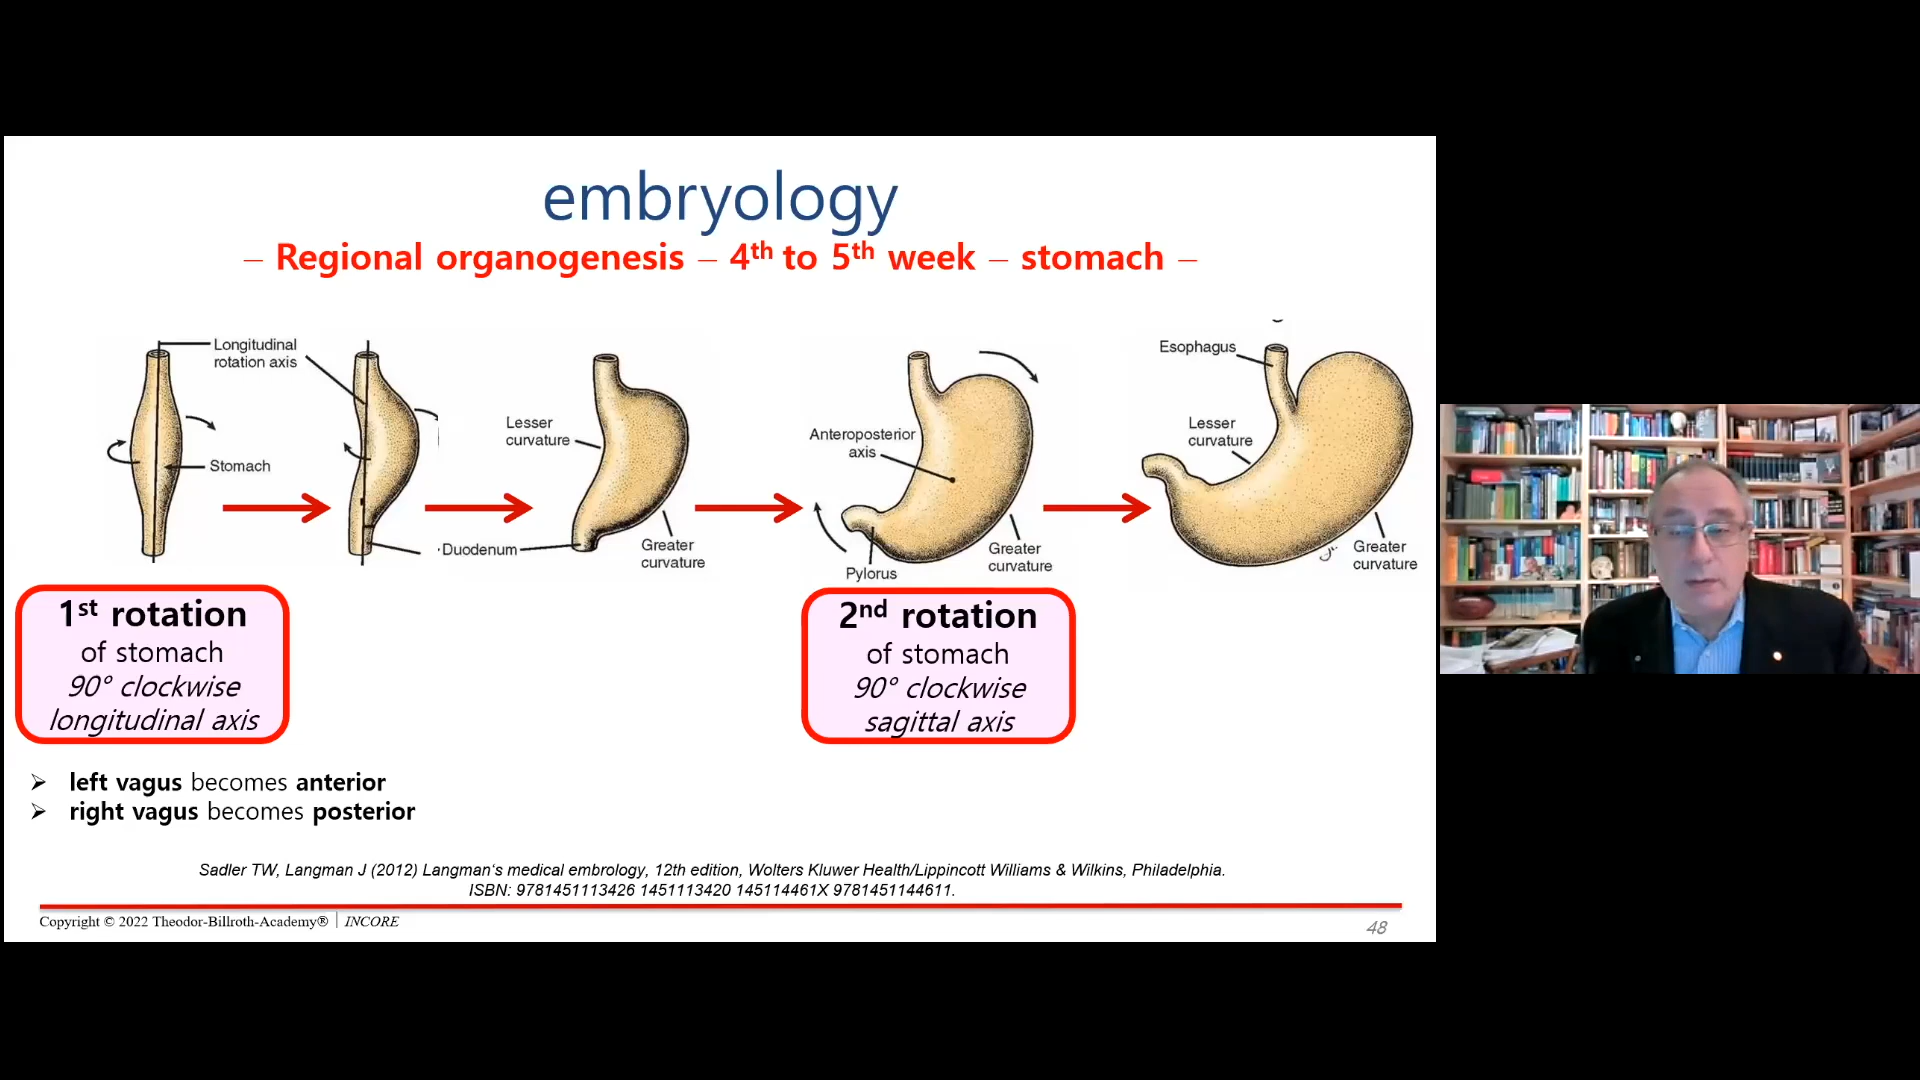 embryology
– Regional organogenesis – 4th to 5th week – stomach –
Longitudinal
rotation axis
Stomach
Duodenum
Lesser
curvature
Greater
curvature
Anteroposterior
axis
Pylorus
Greater
curvature
Esophagus
Lesser
curvature
Greater
curvature
1st rotation
of stomach
90° clockwise
longitudinal axis
2nd rotation
of stomach
90° clockwise
sagittal axis
➢ left vagus becomes anterior
➢ right vagus becomes posterior
Sadler TW, Langman J (2012) Langman‘s medical embrology, 12th edition, Wolters Kluwer Health/Lippincott Williams & Wilkins, Philadelphia.
ISBN: 9781451113426 1451113420 145114461X 9781451144611.
Copyright © 2022 Theodor-Billroth-Academy® | INCORE
48